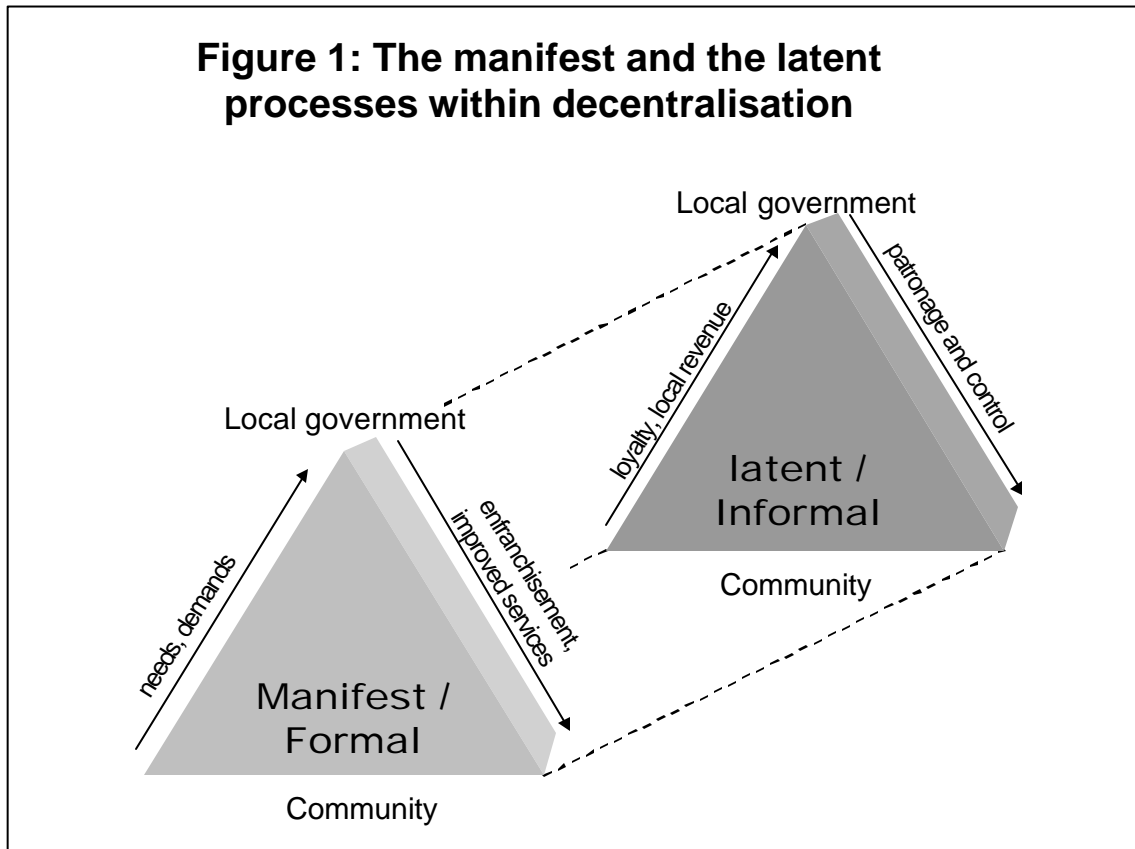 Figure 1: The manifest and the latent
processes within decentralisation
Local government
loyalty, local revenue
patronage and control
latent /
Informal
Community
Local government
needs, demands
enfranchisement,
improved services
Manifest /
Formal
Community